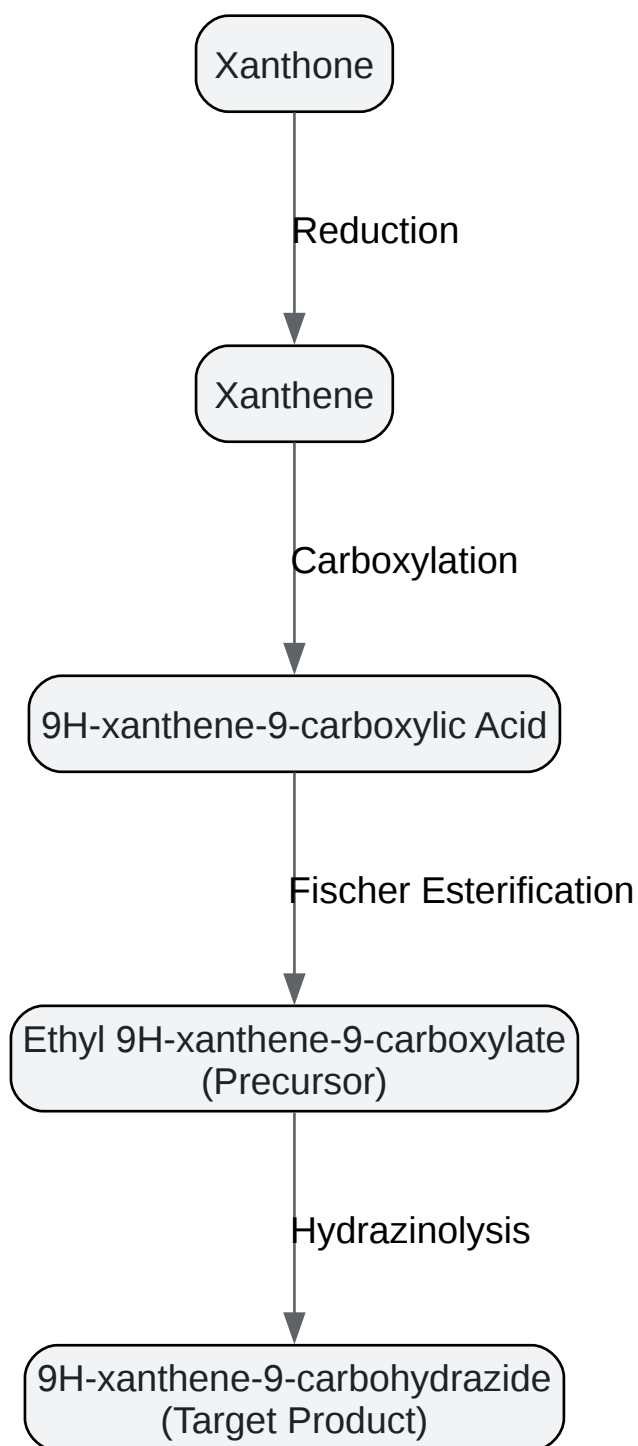 Xanthone
Reduction
Xanthene
Carboxylation
9H-xanthene-9-carboxylic Acid
Fischer Esterification
Ethyl 9H-xanthene-9-carboxylate
(Precursor)
Hydrazinolysis
9H-xanthene-9-carbohydrazide
(Target Product)